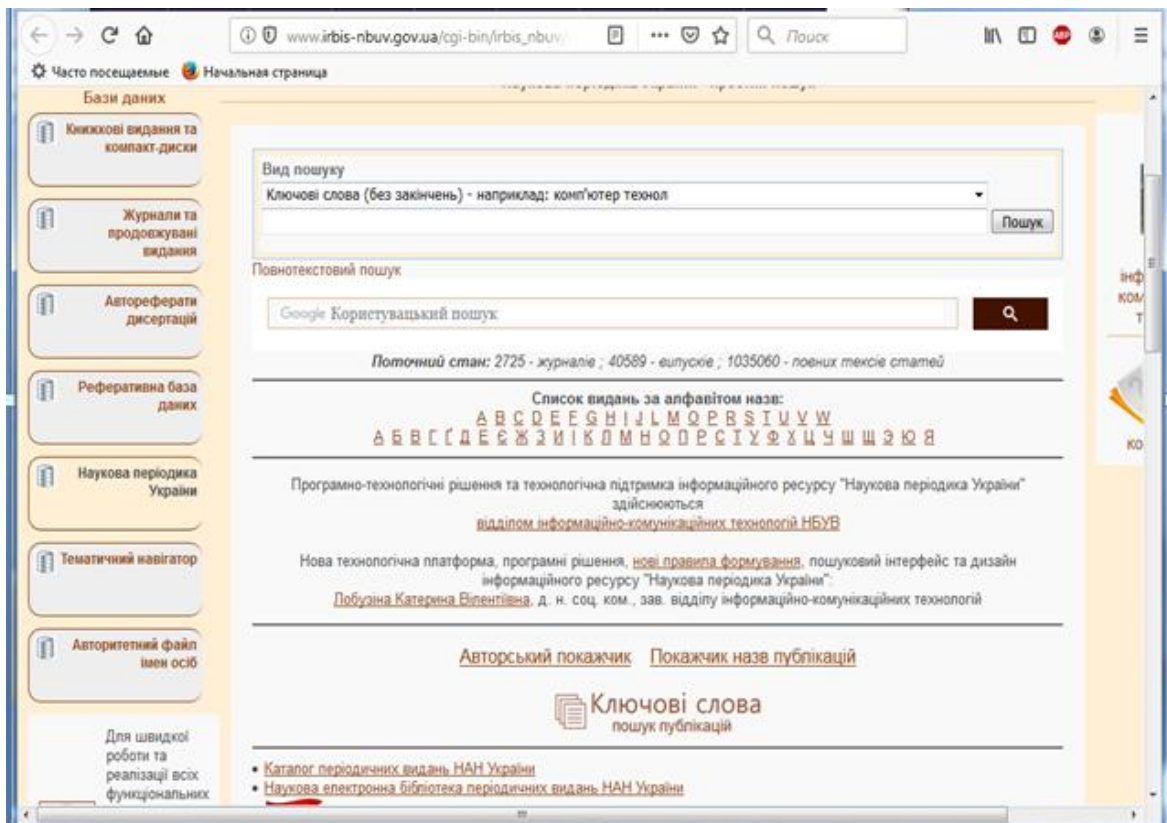 www.irbis-nbuv.gov.ua/cgi-bin/irbis_nbuv/
Поиск
ABP
Часто посещаемые
Начальная страница
Бази даних
Книжкові видання та
компакт-диски
Журнали та
продовжувані
видання
Автореферати
дисертацій
Реферативна база
даних
Наукова періодика
України
Тематичний навігатор
Авторитетний файл
імен осіб
Для швидкої
роботи та
реалізації всіх
функціональних
Вид пошуку
Ключові слова (без закінчень) - наприклад: комп'ютер технол
Пошук
Повнотекстовий пошук
Google Користувацький пошук
Поточний стан: 2725 - журналів ; 40589 - випусків ; 1035060 - повних текстів статей
Список видань за алфавітом назв:
A B C D E F G H I J L M O P R S T U V W
А Б В Г Ґ Д Е Є Ж З И І К Л М Н О П Р С Т У Ф Х Ц Ч Ш Щ Э Ю Я
Програмно-технологічні рішення та технологічна підтримка інформаційного ресурсу "Наукова періодика України"
здійснюються
відділом інформаційно-комунікаційних технологій НБУВ
Нова технологічна платформа, програмні рішення, нові правила формування, пошуковий інтерфейс та дизайн
інформаційного ресурсу "Наукова періодика України":
Лобузіна Катерина Вілентіївна, д. н. соц. ком., зав. відділу інформаційно-комунікаційних технологій
Авторський покажчик Покажчик назв публікацій
Ключові слова
пошук публікацій
• Каталог періодичних видань НАН України
• Наукова електронна бібліотека періодичних видань НАН України
інф
ком
т
ко